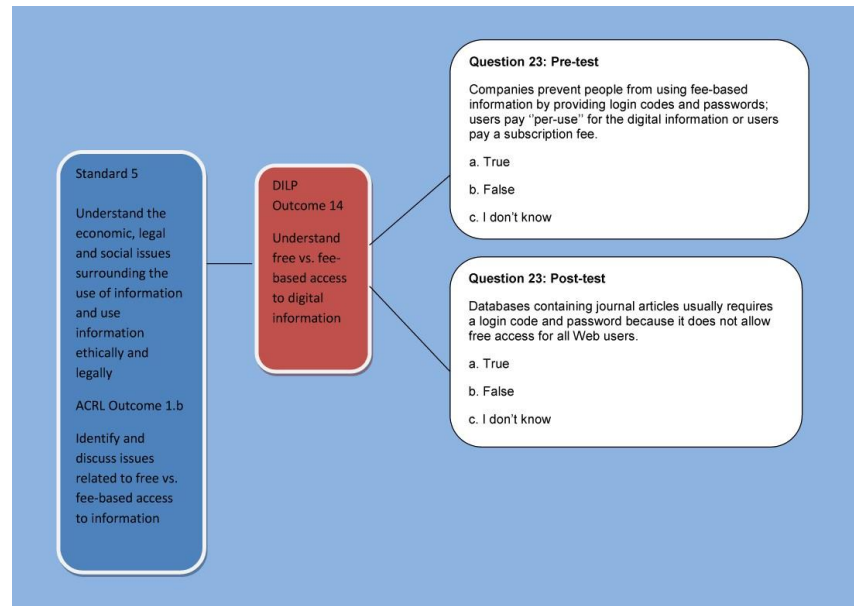 Standard 5
Understand the
economic, legal
and social issues
surrounding the
use of information
and use
information
ethically and
legally
ACRL Outcome 1.b
Identify and
discuss issues
related to free vs.
fee-based access
to information
DILP
Outcome 14
Understand
free vs. fee-
based access
to digital
information
Question 23: Pre-test
Companies prevent people from using fee-based
information by providing login codes and passwords;
users pay ‘‘per-use’’ for the digital information or users
pay a subscription fee.
a. True
b. False
c. I don’t know
Question 23: Post-test
Databases containing journal articles usually requires
a login code and password because it does not allow
free access for all Web users.
a. True
b. False
c. I don’t know